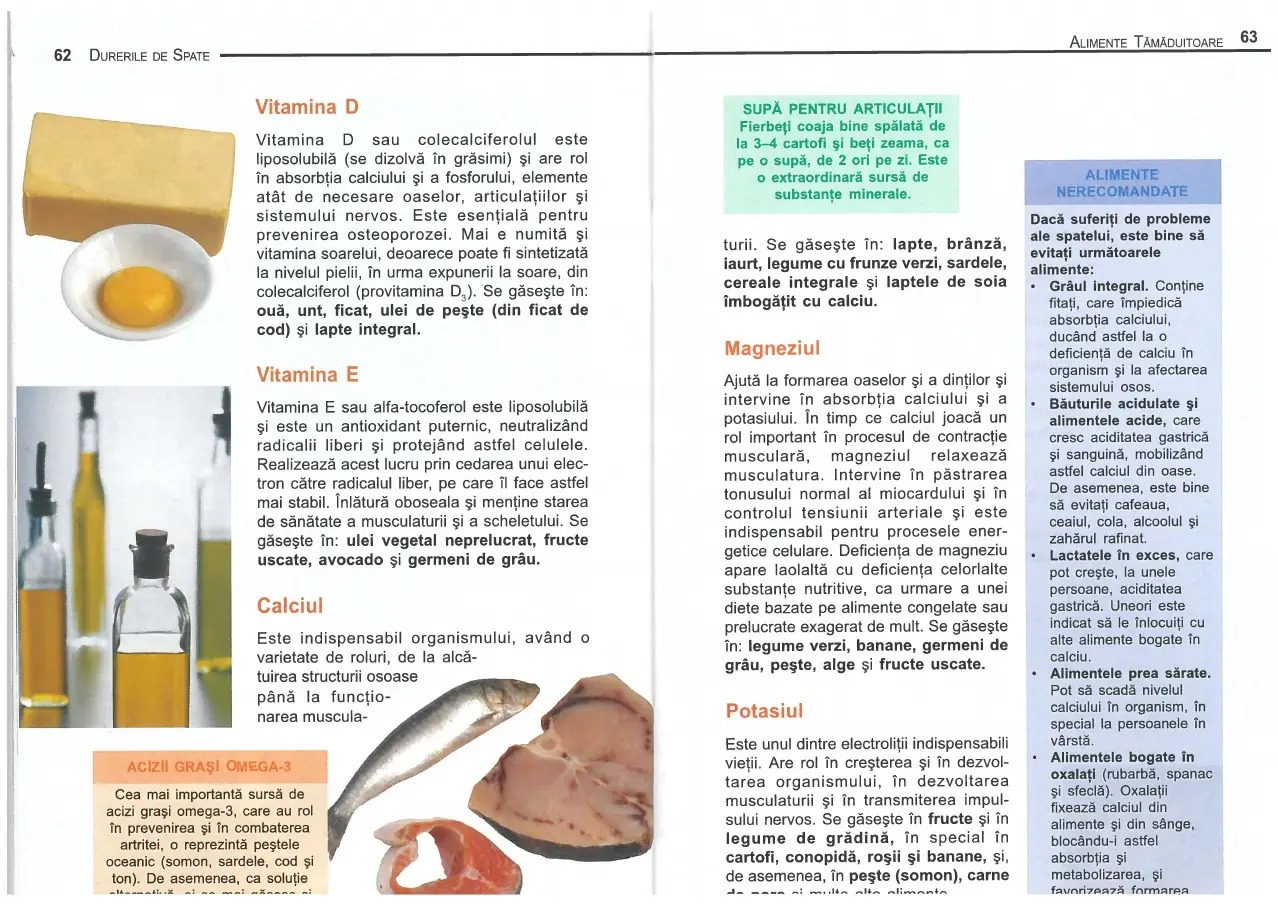 62 DURERILE DE SPATE
Vitamina D
Vitamina D sau colecalciferolul este
liposolubilă (se dizolvă în grăsimi) şi are rol
în absorbţia calciului şi a fosforului, elemente
atât de necesare oaselor, articulaţiilor şi
sistemului nervos. Este esenţială pentru
prevenirea osteoporozei. Mai e numită şi
vitamina soarelui, deoarece poate fi sintetizată
la nivelul pielii, în urma expunerii la soare, din
colecalciferol (provitamina D₃). Se găseşte în:
ouă, unt, ficat, ulei de peşte (din ficat de
cod) şi lapte integral.
Vitamina E
Vitamina E sau alfa-tocoferol este liposolubilă
şi este un antioxidant puternic, neutralizând
radicalii liberi şi protejând astfel celulele.
Realizează acest lucru prin cedarea unui elec-
tron către radicalul liber, pe care îl face astfel
mai stabil. Înlătură oboseala şi menţine starea
de sănătate a musculaturii şi a scheletului. Se
găseşte în: ulei vegetal neprelucrat, fructe
uscate, avocado şi germeni de grâu.
Calciul
Este indispensabil organismului, având o
varietate de roluri, de la alcă-
tuirea structurii osoase
până la funcţio-
narea muscula-
ACIZII GRAŞI OMEGA-3
Cea mai importantă sursă de
acizi graşi omega-3, care au rol
în prevenirea şi în combaterea
artritei, o reprezintă peştele
oceanic (somon, sardele, cod şi
ton). De asemenea, ca soluţie
ALIMENTE TĂMĂDUITOARE 63
SUPĂ PENTRU ARTICULAŢII
Fierbeţi coaja bine spălată de
la 3–4 cartofi şi beţi zeama, ca
pe o supă, de 2 ori pe zi. Este
o extraordinară sursă de
substanţe minerale.
turii. Se găseşte în: lapte, brânză,
iaurt, legume cu frunze verzi, sardele,
cereale integrale şi laptele de soia
îmbogăţit cu calciu.
Magneziul
Ajută la formarea oaselor şi a dinţilor şi
intervine în absorbţia calciului şi a
potasiului. În timp ce calciul joacă un
rol important în procesul de contracţie
musculară, magneziul relaxează
musculatura. Intervine în păstrarea
tonusului normal al miocardului şi în
controlul tensiunii arteriale şi este
indispensabil pentru procesele ener-
getice celulare. Deficienţa de magneziu
apare laolaltă cu deficienţa celorlalte
substanţe nutritive, ca urmare a unei
diete bazate pe alimente congelate sau
prelucrate exagerat de mult. Se găseşte
în: legume verzi, banane, germeni de
grâu, peşte, alge şi fructe uscate.
Potasiul
Este unul dintre electroliţii indispensabili
vieţii. Are rol în creşterea şi în dezvol-
tarea organismului, în dezvoltarea
musculaturii şi în transmiterea impul-
sului nervos. Se găseşte în fructe şi în
legume de grădină, în special în
cartofi, conopidă, roşii şi banane, şi,
de asemenea, în peşte (somon), carne
ALIMENTE
NERECOMANDATE
Dacă suferiţi de probleme
ale spatelui, este bine să
evitaţi următoarele
alimente:
• Grâul integral. Conţine
fitaţi, care împiedică
absorbţia calciului,
ducând astfel la o
deficienţă de calciu în
organism şi la afectarea
sistemului osos.
• Băuturile acidulate şi
alimentele acide, care
cresc aciditatea gastrică
şi sanguină, mobilizând
astfel calciul din oase.
De asemenea, este bine
să evitaţi cafeaua,
ceaiul, cola, alcoolul şi
zahărul rafinat.
• Lactatele în exces, care
pot creşte, la unele
persoane, aciditatea
gastrică. Uneori este
indicat să le înlocuiţi cu
alte alimente bogate în
calciu.
• Alimentele prea sărate.
Pot să scadă nivelul
calciului în organism, în
special la persoanele în
vârstă.
• Alimentele bogate în
oxalaţi (rubarbă, spanac
şi sfeclă). Oxalaţii
fixează calciul din
alimente şi din sânge,
blocându-i astfel
absorbţia şi
metabolizarea, şi
favorizează formarea